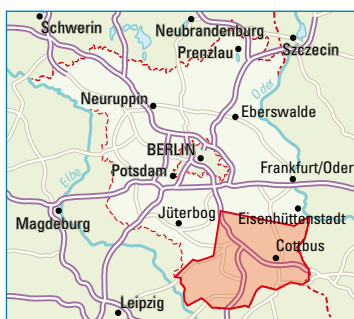 Schwerin
Neubrandenburg
Prenzlau
Szczecin
Oder
Neuruppin
Eberswalde
BERLIN
Potsdam
Frankfurt/Oder
Elbe
Magdeburg
Jüterbog
Eisenhüttenstadt
Cottbus
Leipzig